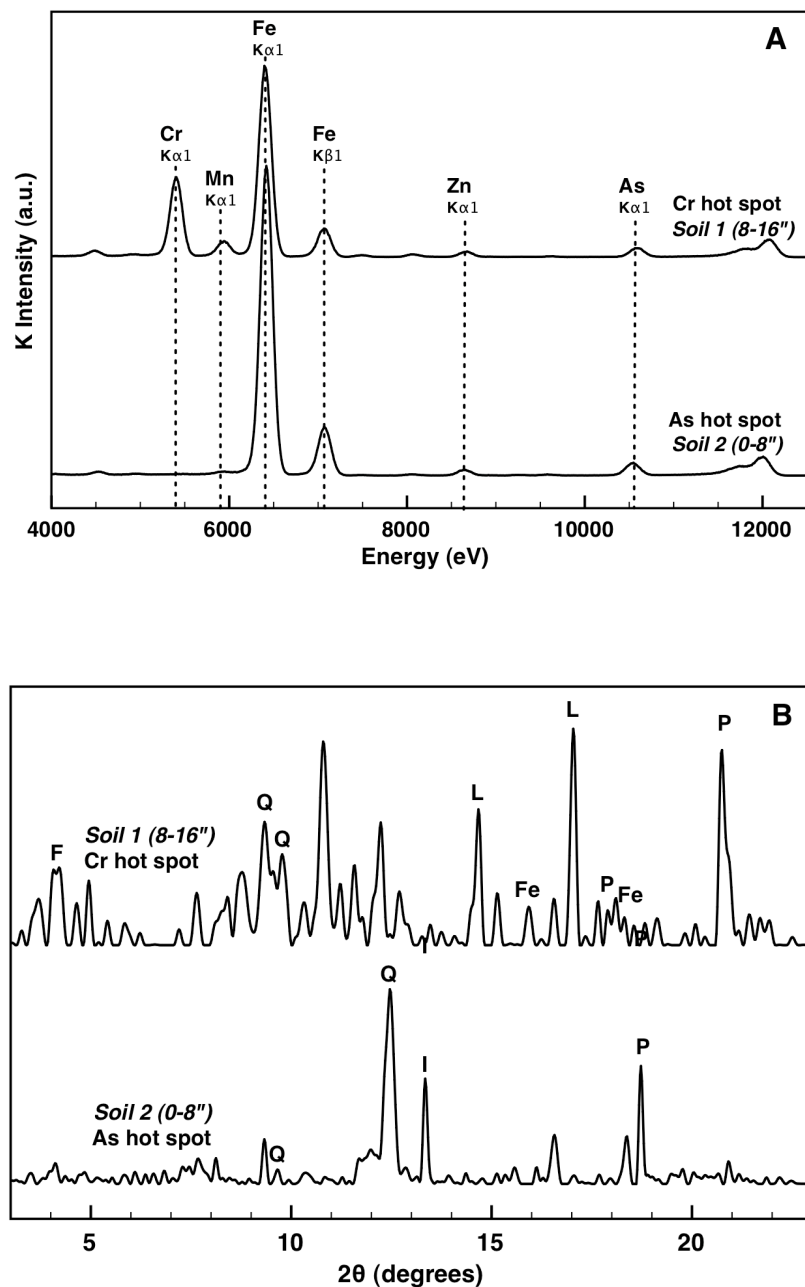 A
Fe
Kα1
Cr
Kα1
Fe
Kβ1
Mn
Kα1
Zn
Kα1
As
Kα1
Cr hot spot
Soil 1 (8-16")
As hot spot
Soil 2 (0-8")
K Intensity (a.u.)
4000 6000 8000 10000 12000
Energy (eV)
B
L
P
Q
L
Soil 1 (8-16")
Q
F
Cr hot spot
Fe
P
Fe
P
I
Q
I
P
Soil 2 (0-8")
As hot spot
Q
5 10 15 20
2θ (degrees)